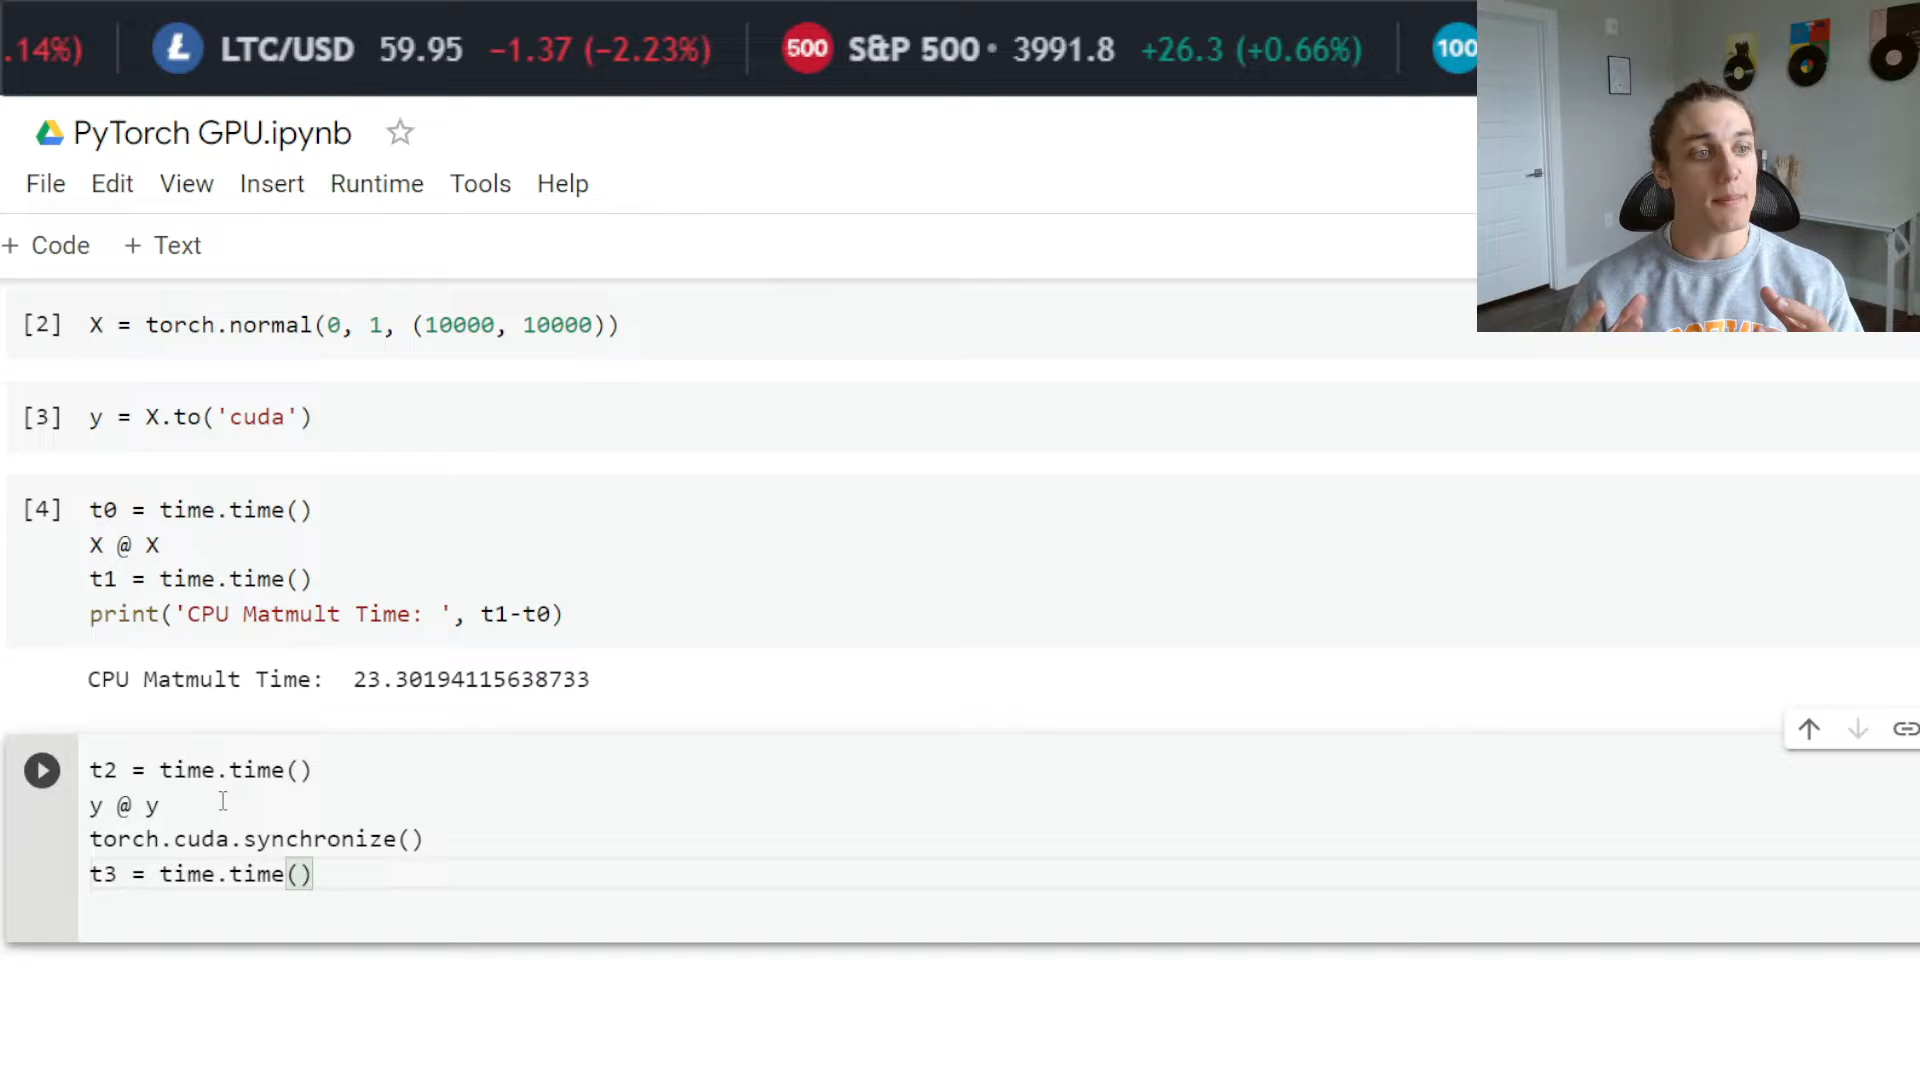 .14%) LTC/USD 59.95 −1.37 (−2.23%) 500 S&P 500 • 3991.8 +26.3 (+0.66%) 100
PyTorch GPU.ipynb
File Edit View Insert Runtime Tools Help
+ Code + Text
[2] X = torch.normal(0, 1, (10000, 10000))
[3] y = X.to('cuda')
[4] t0 = time.time()
X @ X
t1 = time.time()
print('CPU Matmult Time: ', t1-t0)
CPU Matmult Time:  23.30194115638733
t2 = time.time()
y @ y
torch.cuda.synchronize()
t3 = time.time()